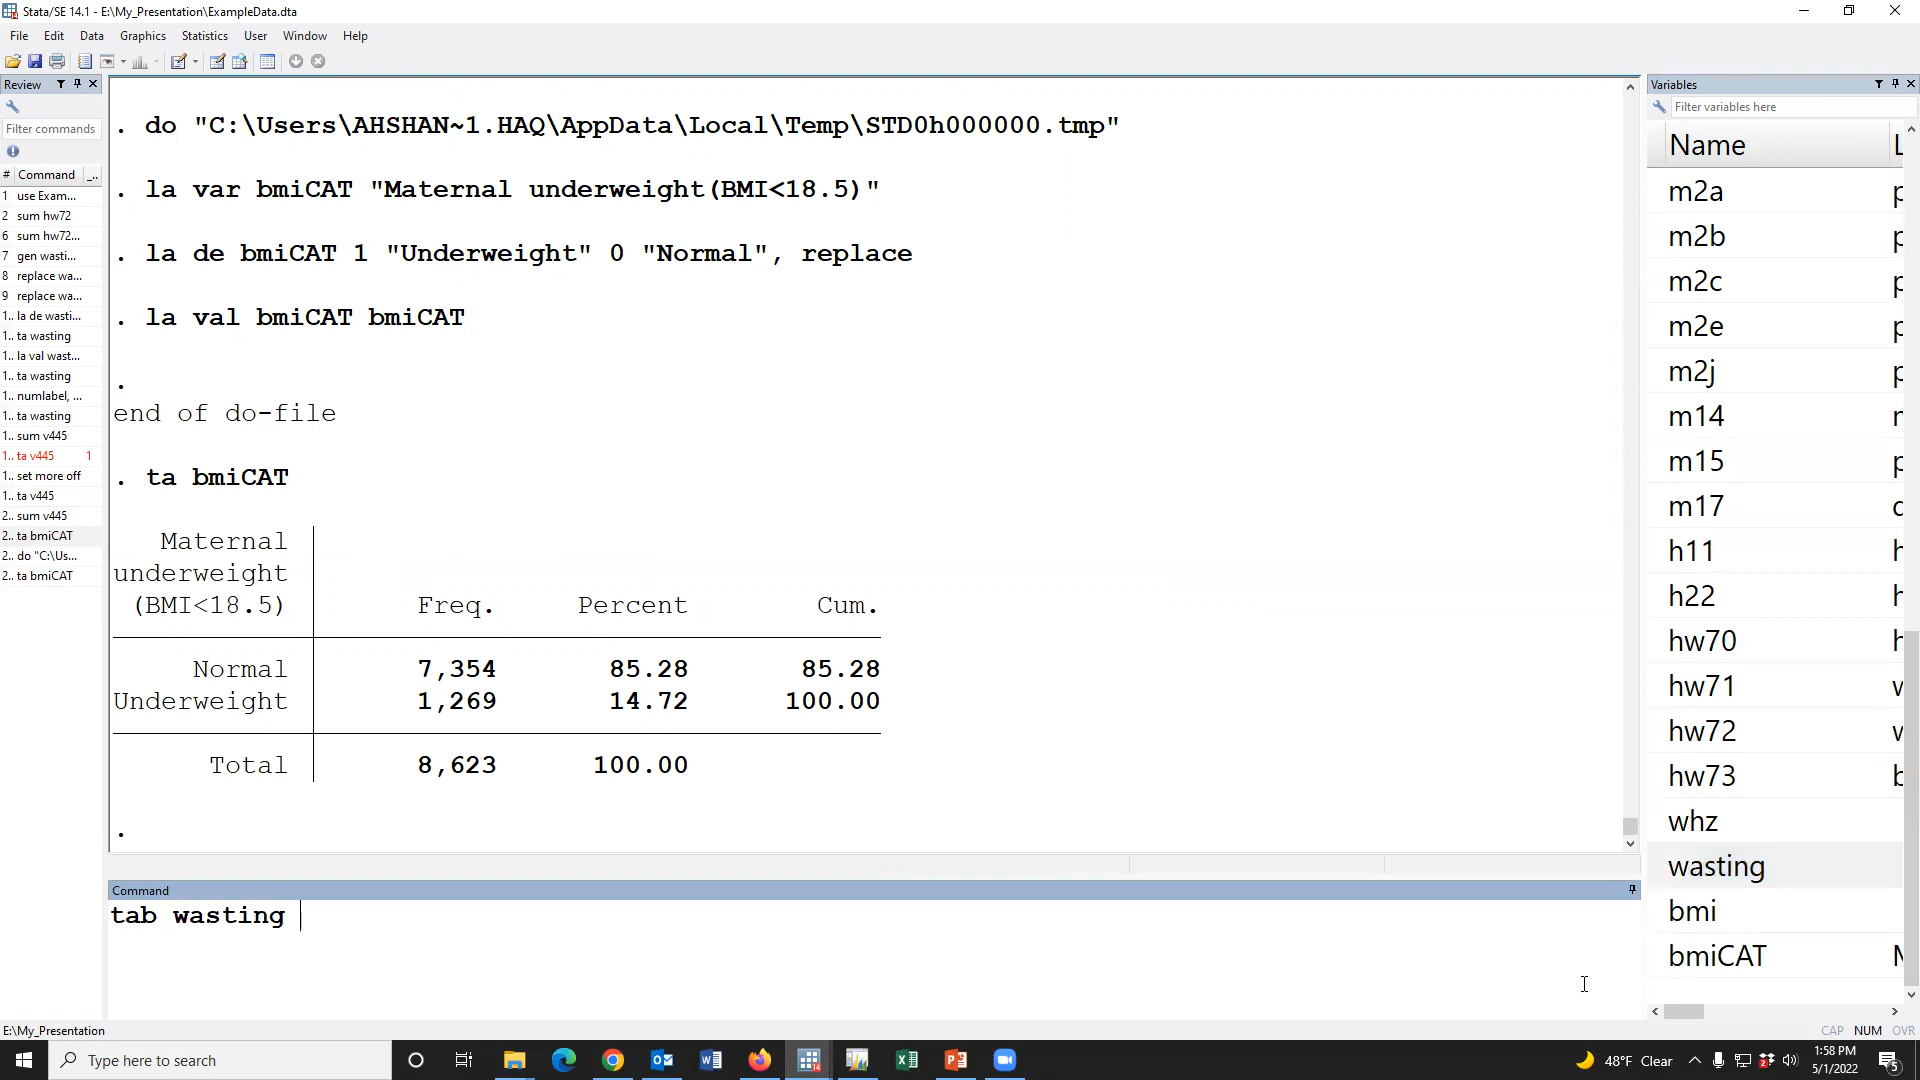 Stata/SE 14.1 - E:\My_Presentation\ExampleData.dta
File Edit Data Graphics Statistics User Window Help
Review
Filter commands
# Command _..
1 use Exam...
2 sum hw72
6 sum hw72...
7 gen wasti...
8 replace wa...
9 replace wa...
1.. la de wasti...
1.. ta wasting
1.. la val wast...
1.. ta wasting
1.. numlabel, ...
1.. ta wasting
1.. sum v445
1.. ta v445 1
1.. set more off
1.. ta v445
2.. sum v445
2.. ta bmiCAT
2.. do "C:\Us...
2.. ta bmiCAT
. do "C:\Users\AHSHAN~1.HAQ\AppData\Local\Temp\STD0h000000.tmp"
. la var bmiCAT "Maternal underweight(BMI<18.5)"
. la de bmiCAT 1 "Underweight" 0 "Normal", replace
. la val bmiCAT bmiCAT
.
end of do-file
. ta bmiCAT
Maternal
underweight
(BMI<18.5) Freq. Percent Cum.
Normal 7,354 85.28 85.28
Underweight 1,269 14.72 100.00
Total 8,623 100.00
.
Command
tab wasting
Variables
Filter variables here
Name L
m2a p
m2b p
m2c p
m2e p
m2j p
m14
m15 p
m17
h11 h
h22 h
hw70 h
hw71
hw72
hw73 b
whz
wasting
bmi
bmiCAT
E:\My_Presentation
CAP NUM OVR
Type here to search
48°F Clear
1:58 PM
5/1/2022
5